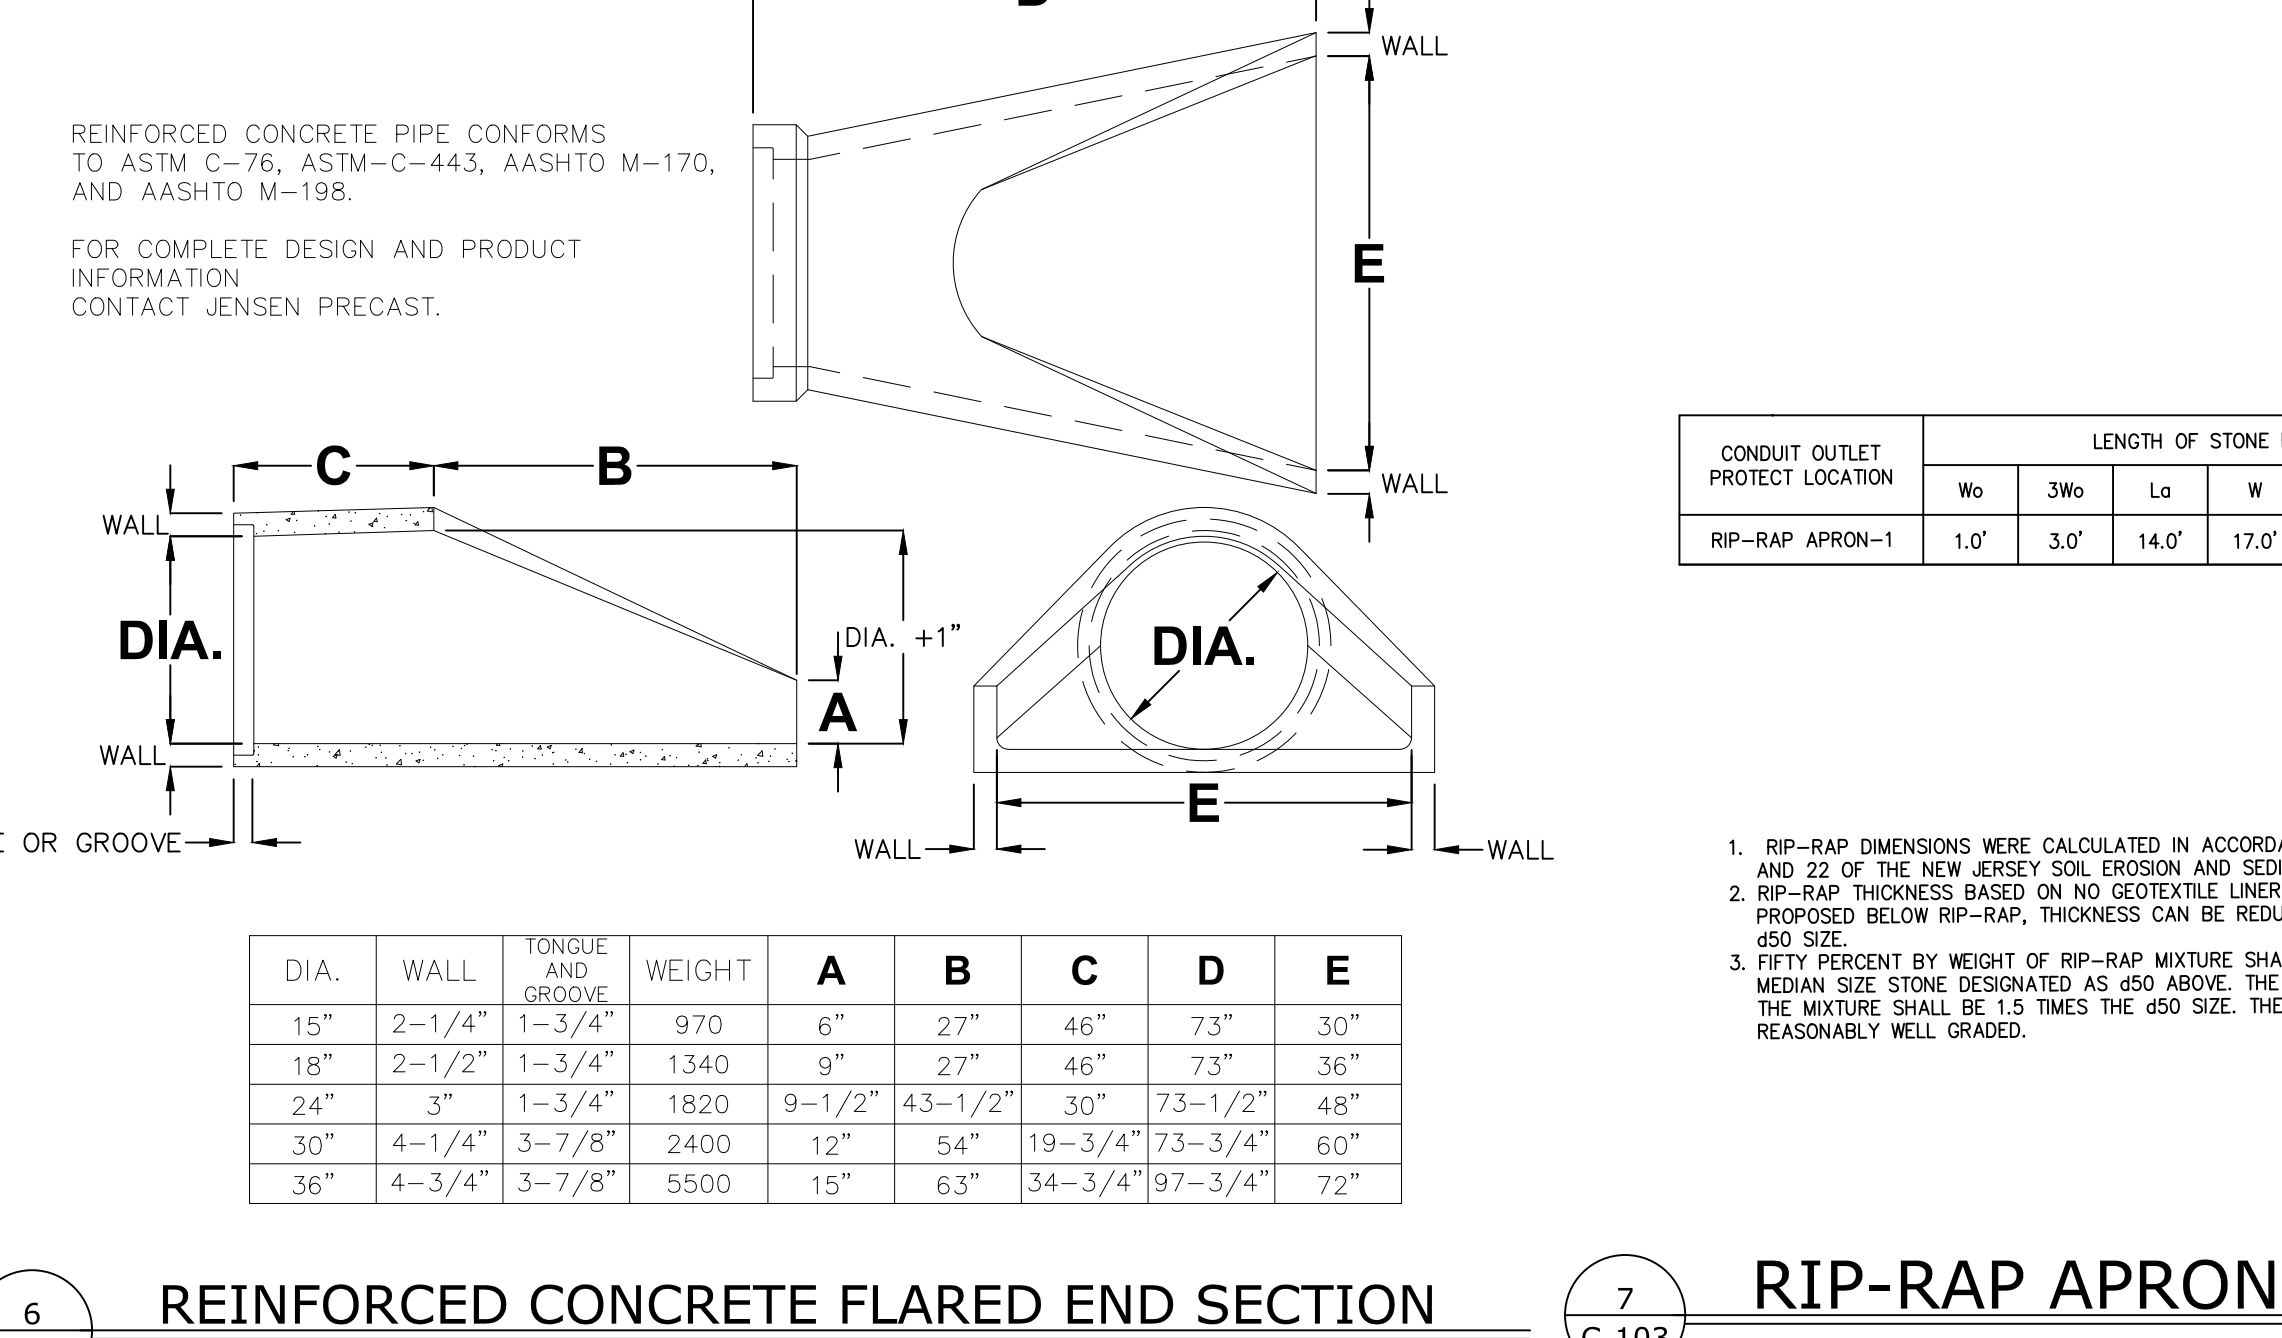 WALL
REINFORCED CONCRETE PIPE CONFORMS
TO ASTM C-76, ASTM-C-443, AASHTO M-170,
AND AASHTO M-198.
FOR COMPLETE DESIGN AND PRODUCT
INFORMATION
CONTACT JENSEN PRECAST.
E
WALL
C B
WALL
DIA.
DIA. +1"
A
WALL
OR GROOVE
DIA.
E
WALL WALL
DIA. WALL TONGUE AND GROOVE WEIGHT A B C D E
15" 2-1/4" 1-3/4" 970 6" 27" 46" 73" 30"
18" 2-1/2" 1-3/4" 1340 9" 27" 46" 73" 36"
24" 3" 1-3/4" 1820 9-1/2" 43-1/2" 30" 73-1/2" 48"
30" 4-1/4" 3-7/8" 2400 12" 54" 19-3/4" 73-3/4" 60"
36" 4-3/4" 3-7/8" 5500 15" 63" 34-3/4" 97-3/4" 72"
6
REINFORCED CONCRETE FLARED END SECTION
CONDUIT OUTLET
PROTECT LOCATION
LENGTH OF STONE
Wo 3Wo La W
RIP-RAP APRON-1 1.0' 3.0' 14.0' 17.0'
1. RIP-RAP DIMENSIONS WERE CALCULATED IN
AND 22 OF THE NEW JERSEY SOIL EROSION AND
2. RIP-RAP THICKNESS BASED ON NO GEOTEXTILE LINER
PROPOSED BELOW RIP-RAP, THICKNESS CAN BE
d50 SIZE.
3. FIFTY PERCENT BY WEIGHT OF RIP-RAP MIXTURE
MEDIAN SIZE STONE DESIGNATED AS d50 ABOVE. THE
THE MIXTURE SHALL BE 1.5 TIMES THE d50 SIZE. THE
REASONABLY WELL GRADED.
7
RIP-RAP APRON